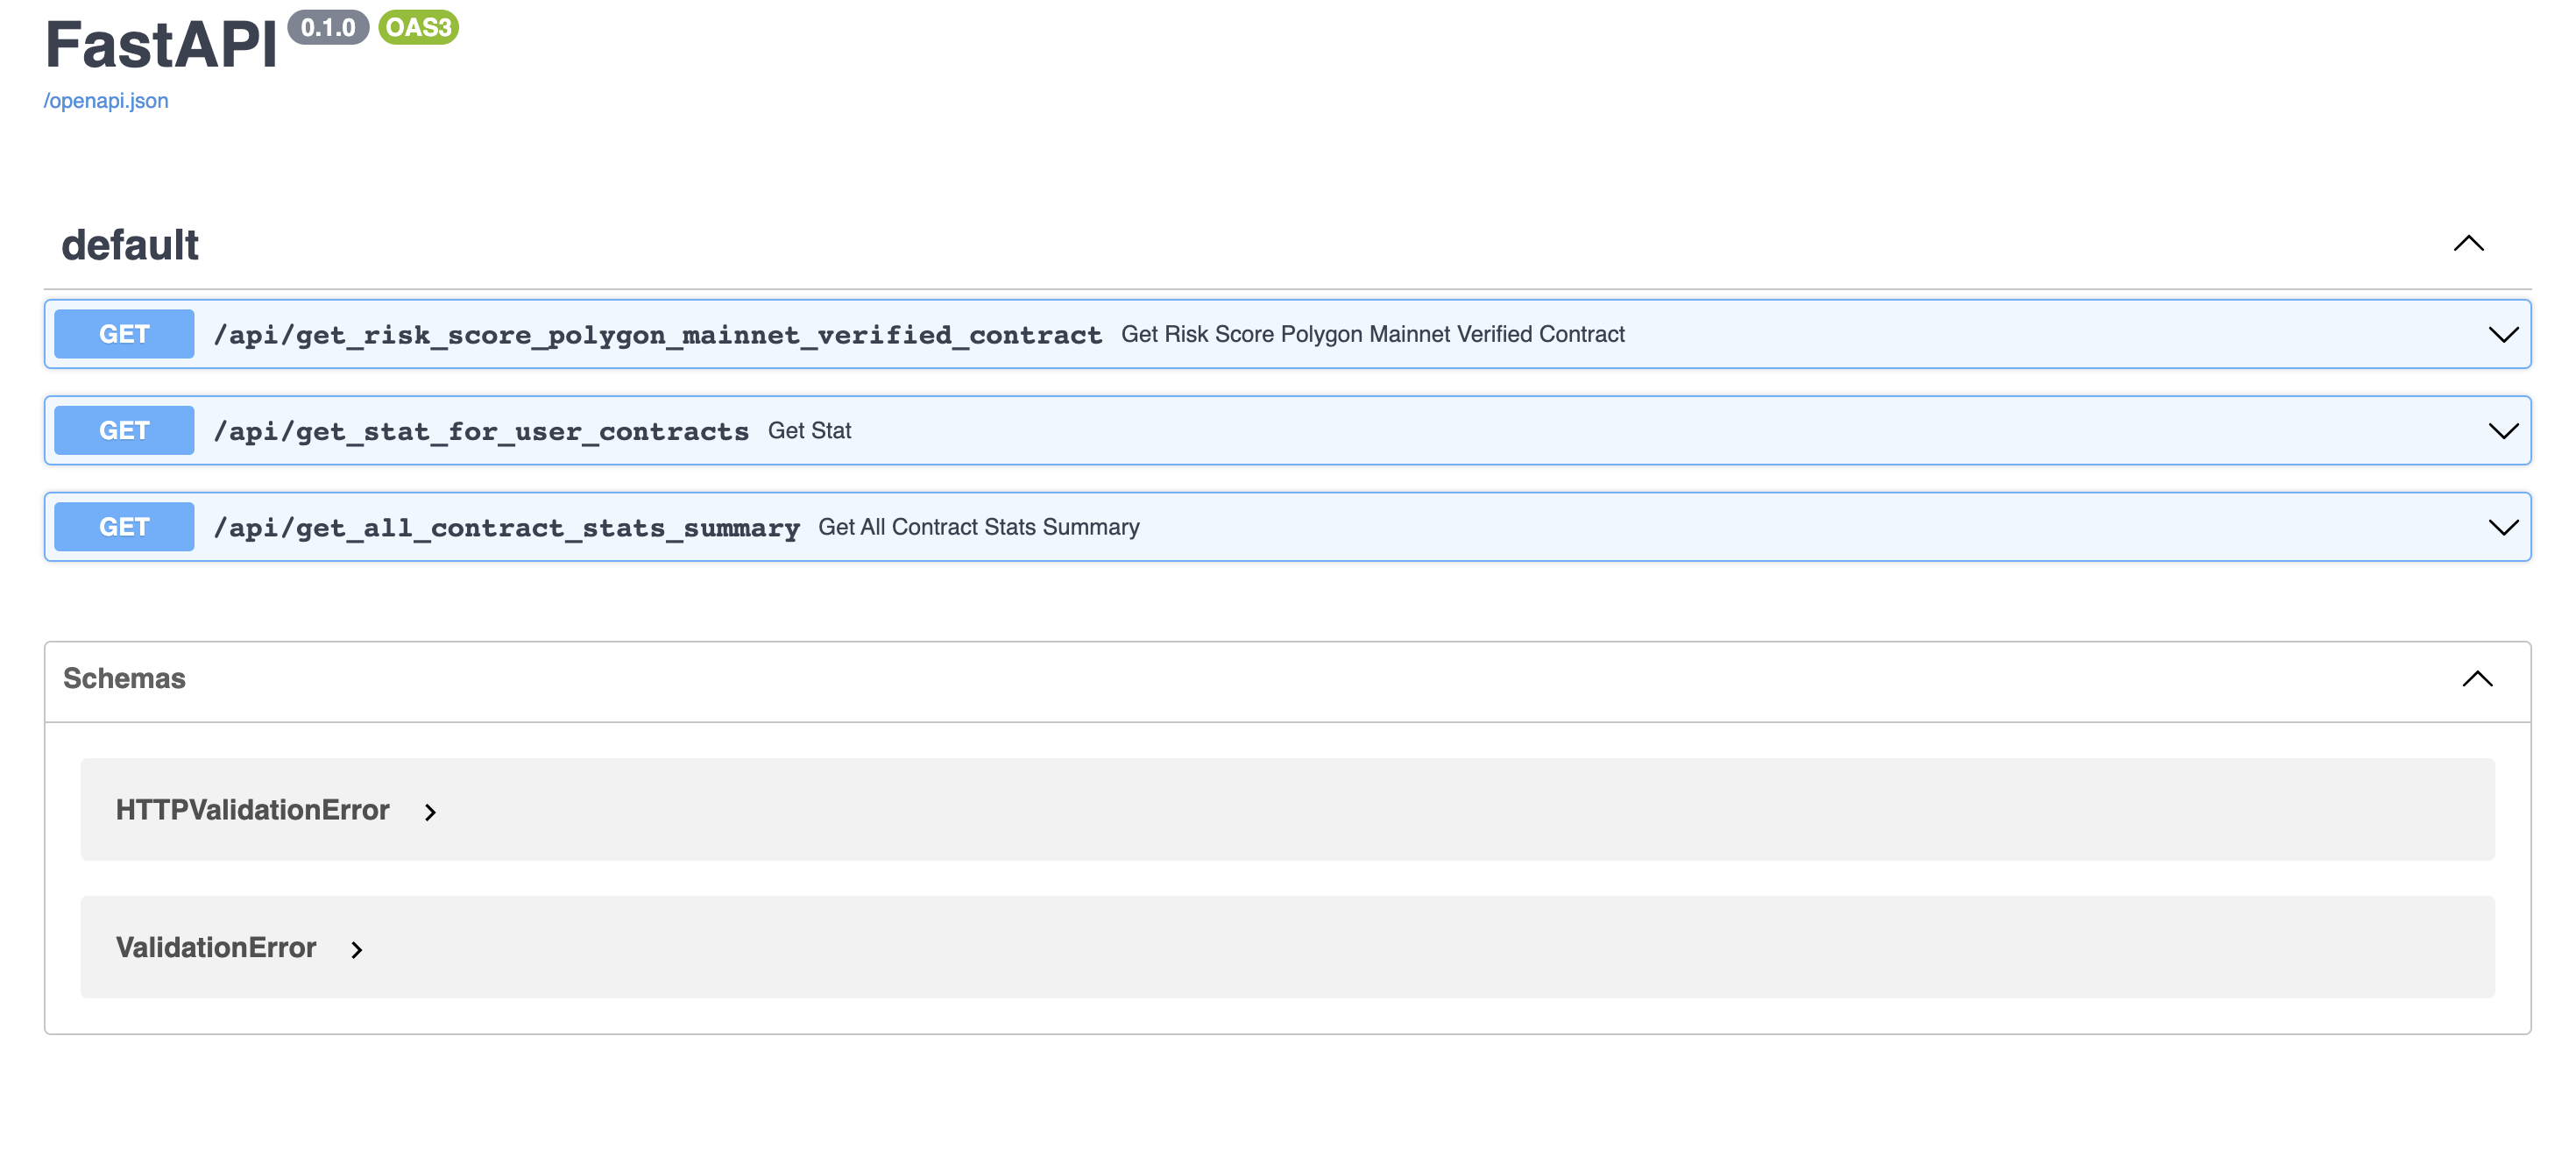 FastAPI 0.1.0 OAS3
/openapi.json
default
GET /api/get_risk_score_polygon_mainnet_verified_contract Get Risk Score Polygon Mainnet Verified Contract
GET /api/get_stat_for_user_contracts Get Stat
GET /api/get_all_contract_stats_summary Get All Contract Stats Summary
Schemas
HTTPValidationError
ValidationError